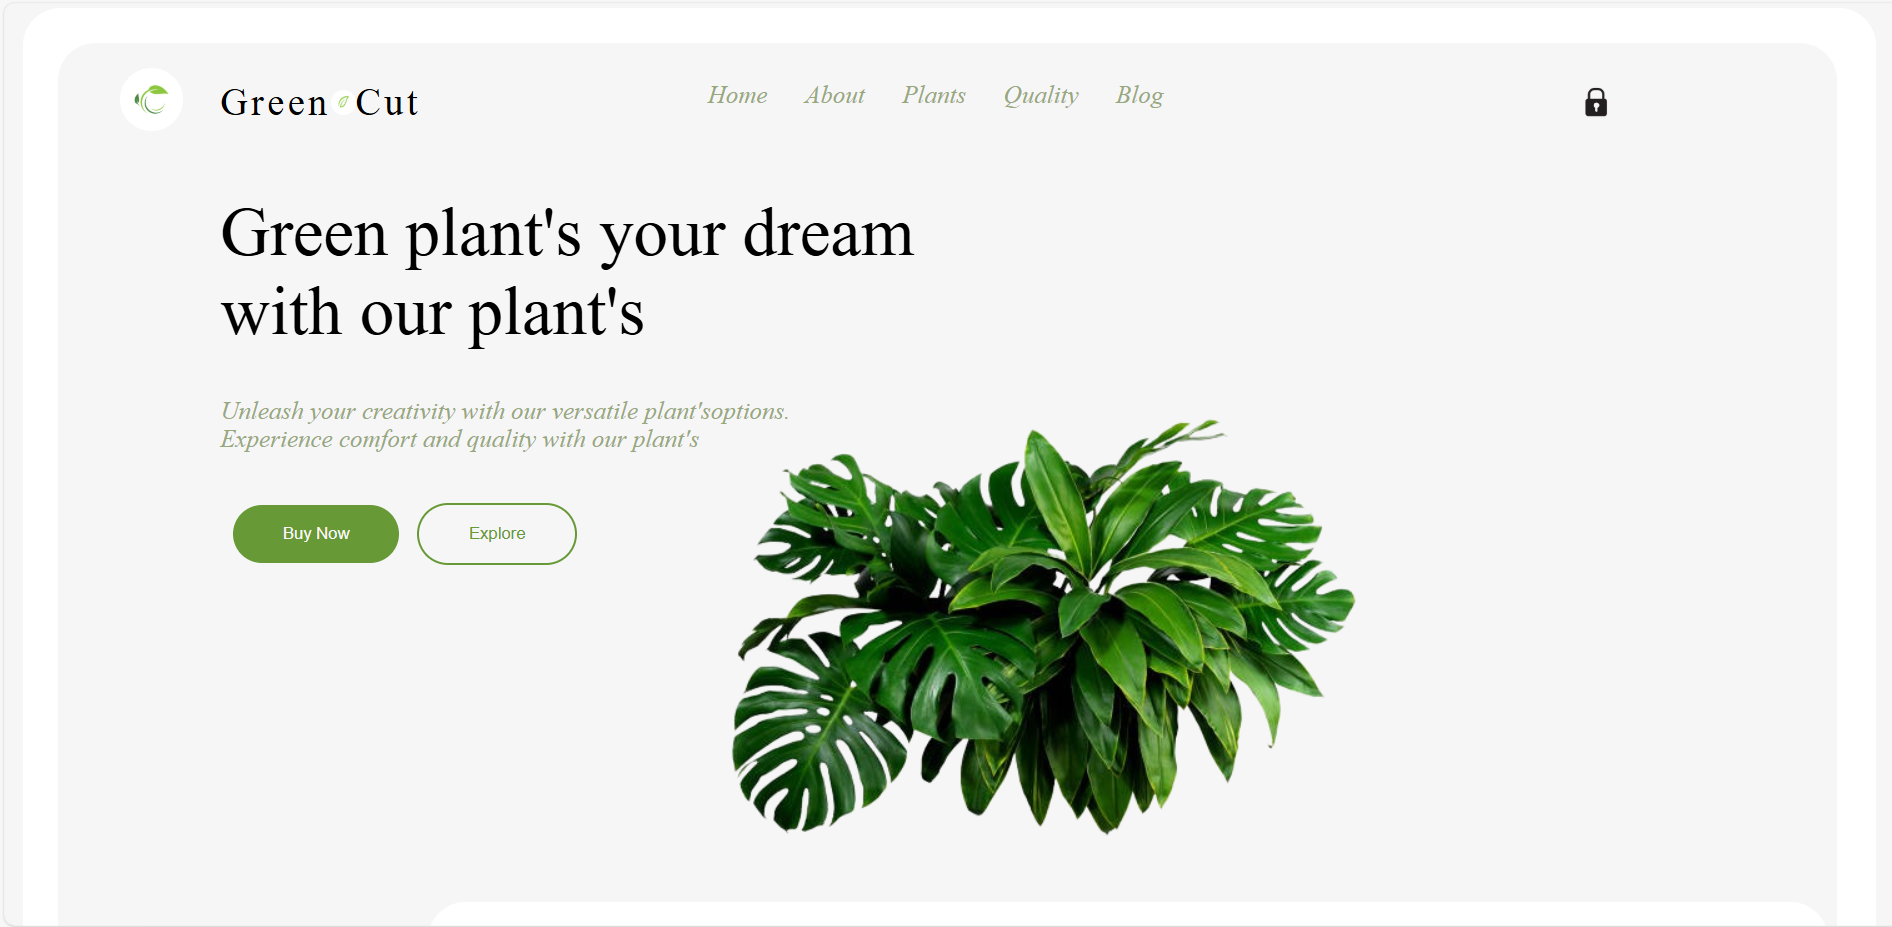 Green Cut
Home About Plants Quality Blog
Green plant's your dream
with our plant's
Unleash your creativity with our versatile plant'soptions.
Experience comfort and quality with our plant's
Buy Now Explore